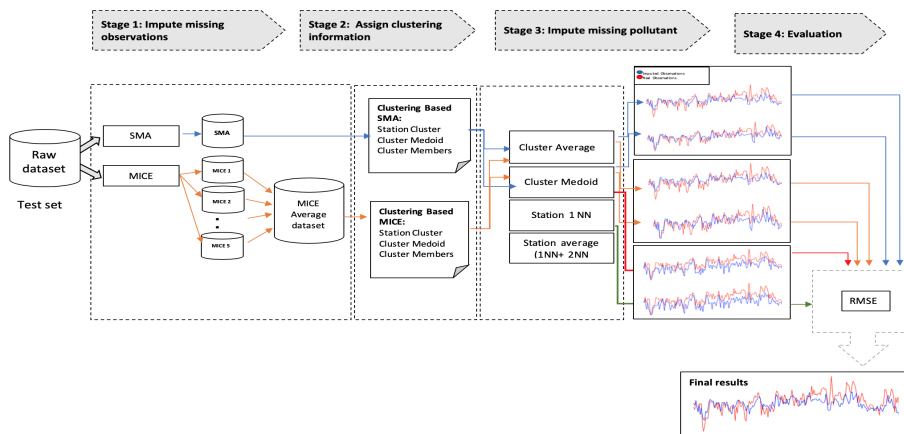 Stage 1: Impute missing
observations
Stage 2: Assign clustering
information
Stage 3: Impute missing pollutant
Stage 4: Evaluation
Raw
dataset
Test set
SMA
MICE
SMA
MICE 1
MICE 2
MICE 5
MICE
Average
dataset
Clustering Based
SMA:
Station Cluster
Cluster Medoid
Cluster Members
Clustering Based
MICE:
Station Cluster
Cluster Medoid
Cluster Members
Cluster Average
Cluster Medoid
Station 1 NN
Station average
(1NN+ 2NN
Imputed Observations
Real Observations
RMSE
Final results